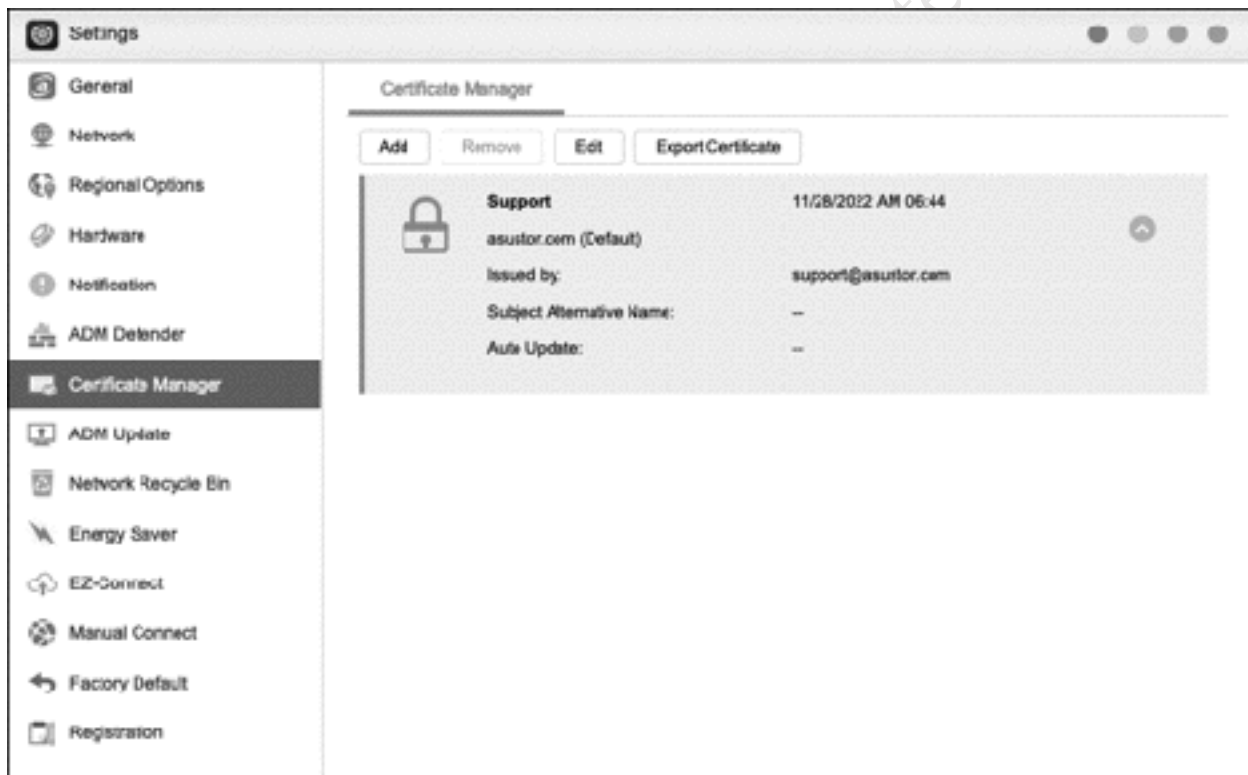 Settings
General
Network
Regional Options
Hardware
Notification
ADM Defender
Certificate Manager
ADM Update
Network Recycle Bin
Energy Saver
EZ-Connect
Manual Connect
Factory Default
Registration
Certificate Manager
Add Remove Edit Export Certificate
Support 11/28/2022 AM 06:44
asustor.com (Default)
Issued by: support@asustor.com
Subject Alternative Name: --
Auto Update: --